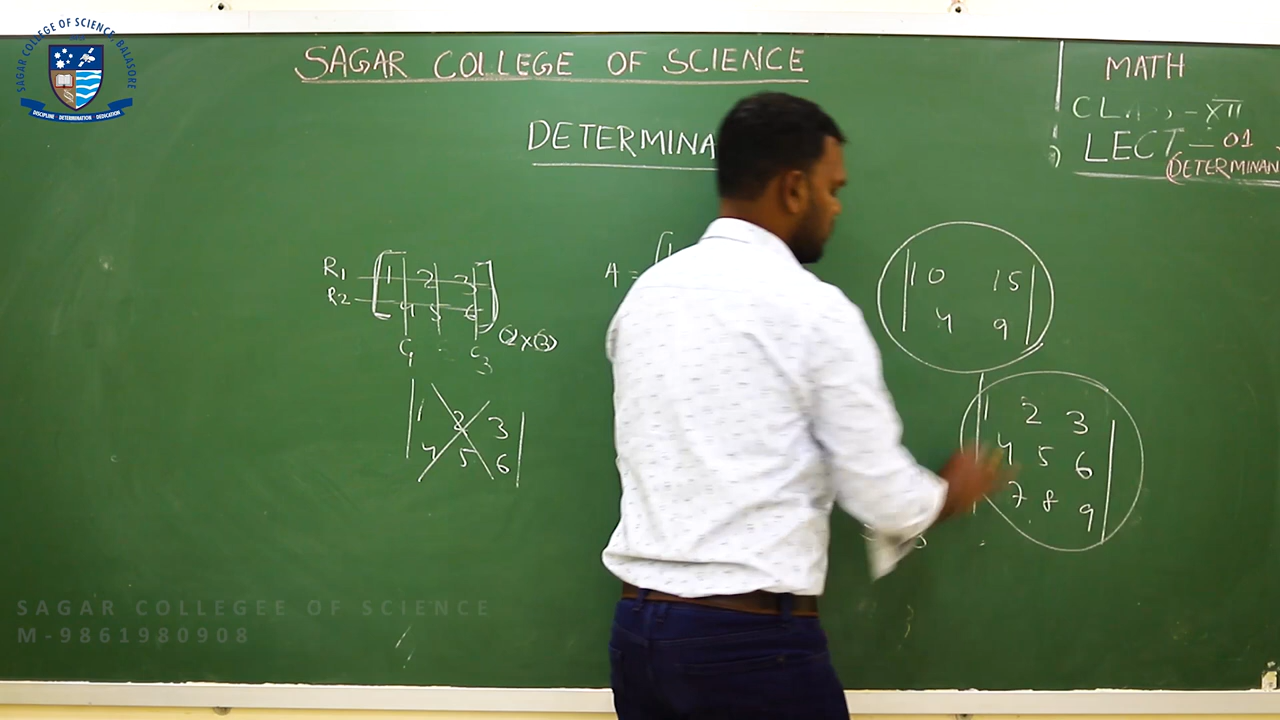 SAGAR COLLEGE OF SCIENCE, BALASORE
DISCIPLINE DETERMINATION DEDICATION
SAGAR COLLEGE OF SCIENCE
MATH
XII
LECT - 01
DETERMINAN
DETERMINA
R1 1 2 3
R2 4 5 6
2×3
1 2 3
4 5 6
A =
10 15
4 9
1 2 3
4 5 6
7 8 9
SAGAR COLLEGEE OF SCIENCE
M-9861980908